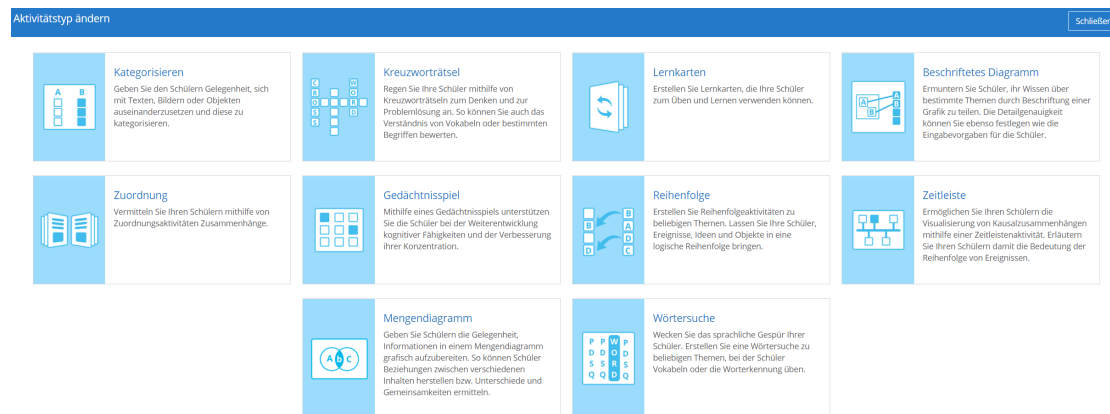 Aktivitätstyp ändern
Schließen
Kategorisieren
Geben Sie den Schülern Gelegenheit, sich
mit Texten, Bildern oder Objekten
auseinanderzusetzen und diese zu
kategorisieren.
A B
Kreuzworträtsel
Regen Sie Ihre Schüler mithilfe von
Kreuzworträtseln zum Denken und zur
Problemlösung an. So können Sie auch das
Verständnis von Vokabeln oder bestimmten
Begriffen bewerten.
CROSS
WORD
Lernkarten
Erstellen Sie Lernkarten, die Ihre Schüler
zum Üben und Lernen verwenden können.
Beschriftetes Diagramm
Ermuntern Sie Schüler, ihr Wissen über
bestimmte Themen durch Beschriftung einer
Grafik zu teilen. Die Detailgenauigkeit
können Sie ebenso festlegen wie die
Eingabevorgaben für die Schüler.
A
B
A
B
Zuordnung
Vermitteln Sie Ihren Schülern mithilfe von
Zuordnungsaktivitäten Zusammenhänge.
Gedächtnisspiel
Mithilfe eines Gedächtnisspiels unterstützen
Sie die Schüler bei der Weiterentwicklung
kognitiver Fähigkeiten und der Verbesserung
ihrer Konzentration.
Reihenfolge
Erstellen Sie Reihenfolgeaktivitäten zu
beliebigen Themen. Lassen Sie Ihre Schüler,
Ereignisse, Ideen und Objekte in eine
logische Reihenfolge bringen.
B
B A
D
D C
Zeitleiste
Ermöglichen Sie Ihren Schülern die
Visualisierung von Kausalzusammenhängen
mithilfe einer Zeitleistenaktivität. Erläutern
Sie Ihren Schülern damit die Bedeutung der
Reihenfolge von Ereignissen.
Mengendiagramm
Geben Sie Schülern die Gelegenheit,
Informationen in einem Mengendiagramm
grafisch aufzubereiten. So können Schüler
Beziehungen zwischen verschiedenen
Inhalten herstellen bzw. Unterschiede und
Gemeinsamkeiten ermitteln.
A b C
Wörtersuche
Wecken Sie das sprachliche Gespür Ihrer
Schüler. Erstellen Sie eine Wörtersuche zu
beliebigen Themen, bei der Schüler
Vokabeln oder die Worterkennung üben.
P P W P
D D O D
S S R S
Q Q D Q